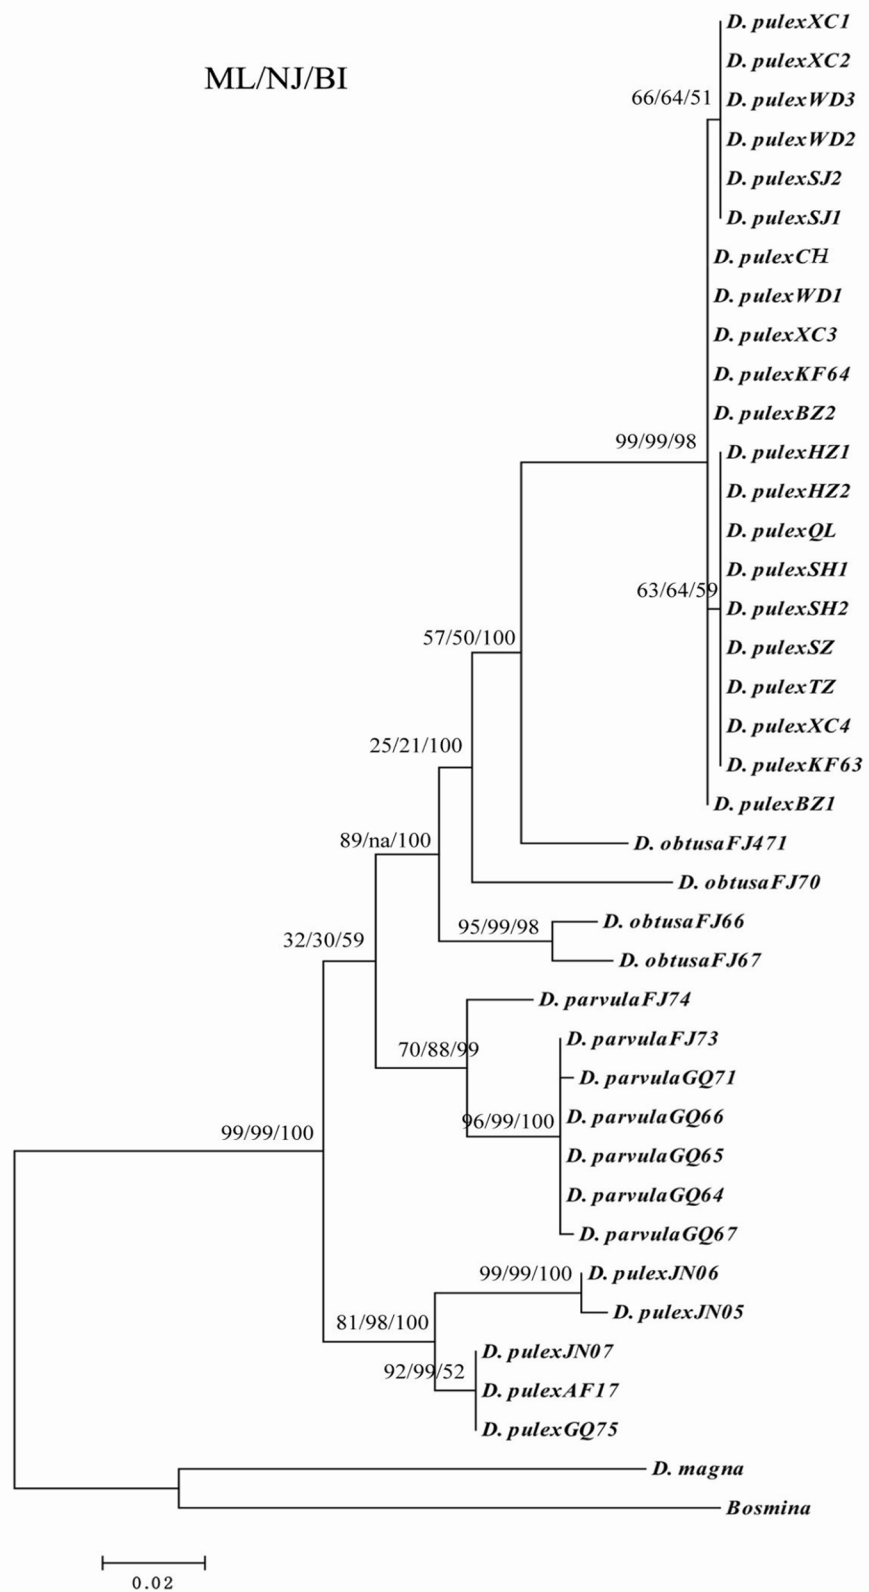 D. pulexXC1
ML/NJ/BI
D. pulexXC2
66/64/51
D. pulexWD3
D. pulexWD2
D. pulexSJ2
D. pulexSJ1
D. pulexCH
D. pulexWD1
D. pulexXC3
D. pulexKF64
D. pulexBZ2
99/99/98
D. pulexHZ1
D. pulexHZ2
D. pulexQL
D. pulexSH1
63/64/59
D. pulexSH2
57/50/100
D. pulexSZ
D. pulexTZ
D. pulexXC4
25/21/100
D. pulexKF63
D. pulexBZ1
89/na/100
D. obtusaFJ471
D. obtusaFJ70
D. obtusaFJ66
95/99/98
32/30/59
D. obtusaFJ67
D. parvulaFJ74
D. parvulaFJ73
70/88/99
D. parvulaGQ71
D. parvulaGQ66
96/99/100
99/99/100
D. parvulaGQ65
D. parvulaGQ64
D. parvulaGQ67
99/99/100
D. pulexJN06
D. pulexJN05
81/98/100
D. pulexJN07
92/99/52
D. pulexAF17
D. pulexGQ75
D. magna
Bosmina
0.02